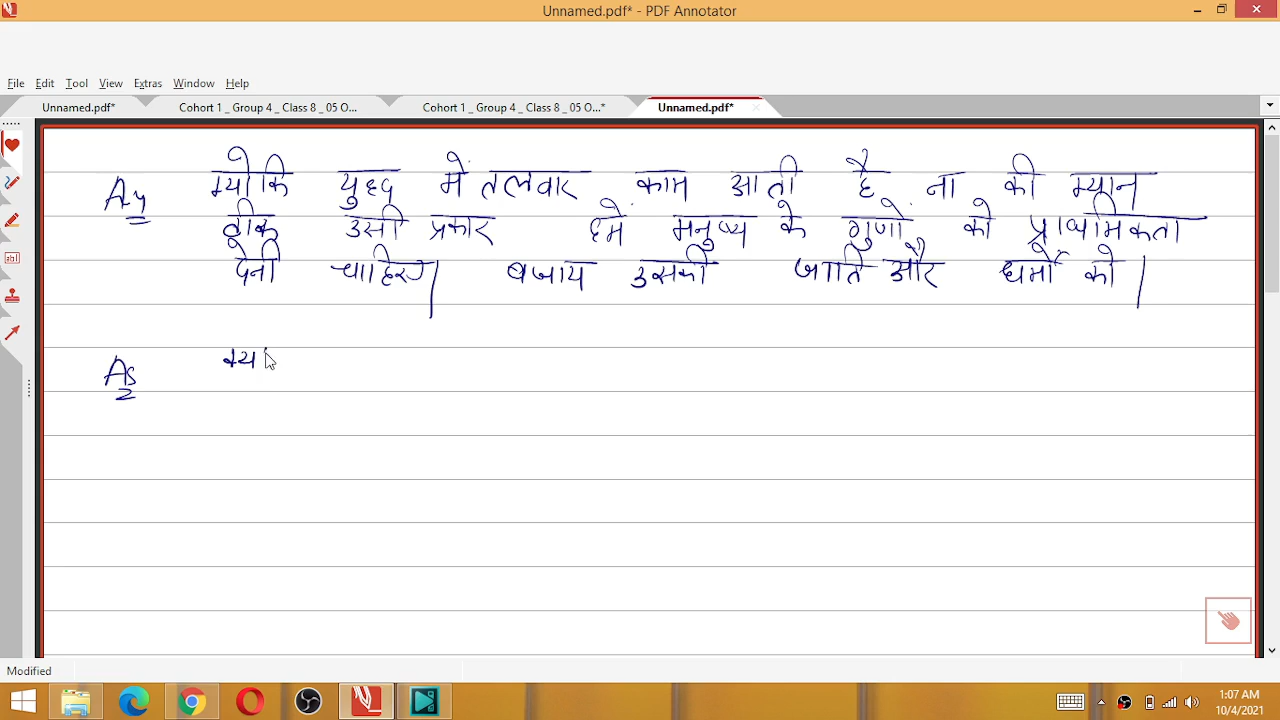 Unnamed.pdf* - PDF Annotator
File Edit Tool View Extras Window Help
Unnamed.pdf* Cohort 1 _ Group 4 _ Class 8 _ 05 O... Cohort 1 _ Group 4 _ Class 8 _ 05 O...* Unnamed.pdf*
A4 क्योंकि युद्ध में तलवार काम आती है ना की म्यान
ठीक उसी प्रकार हमें मनुष्य के गुणों को प्राथमिकता
देनी चाहिए| बजाय उसकी जाति और धर्मो को|
A5
Modified
1:07 AM
10/4/2021